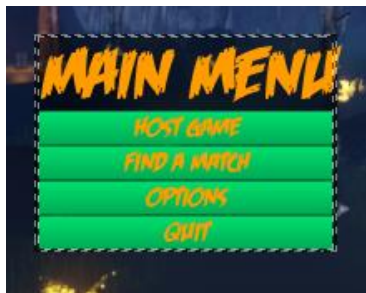 MAIN MENU
HOST GAME
FIND A MATCH
OPTIONS
QUIT